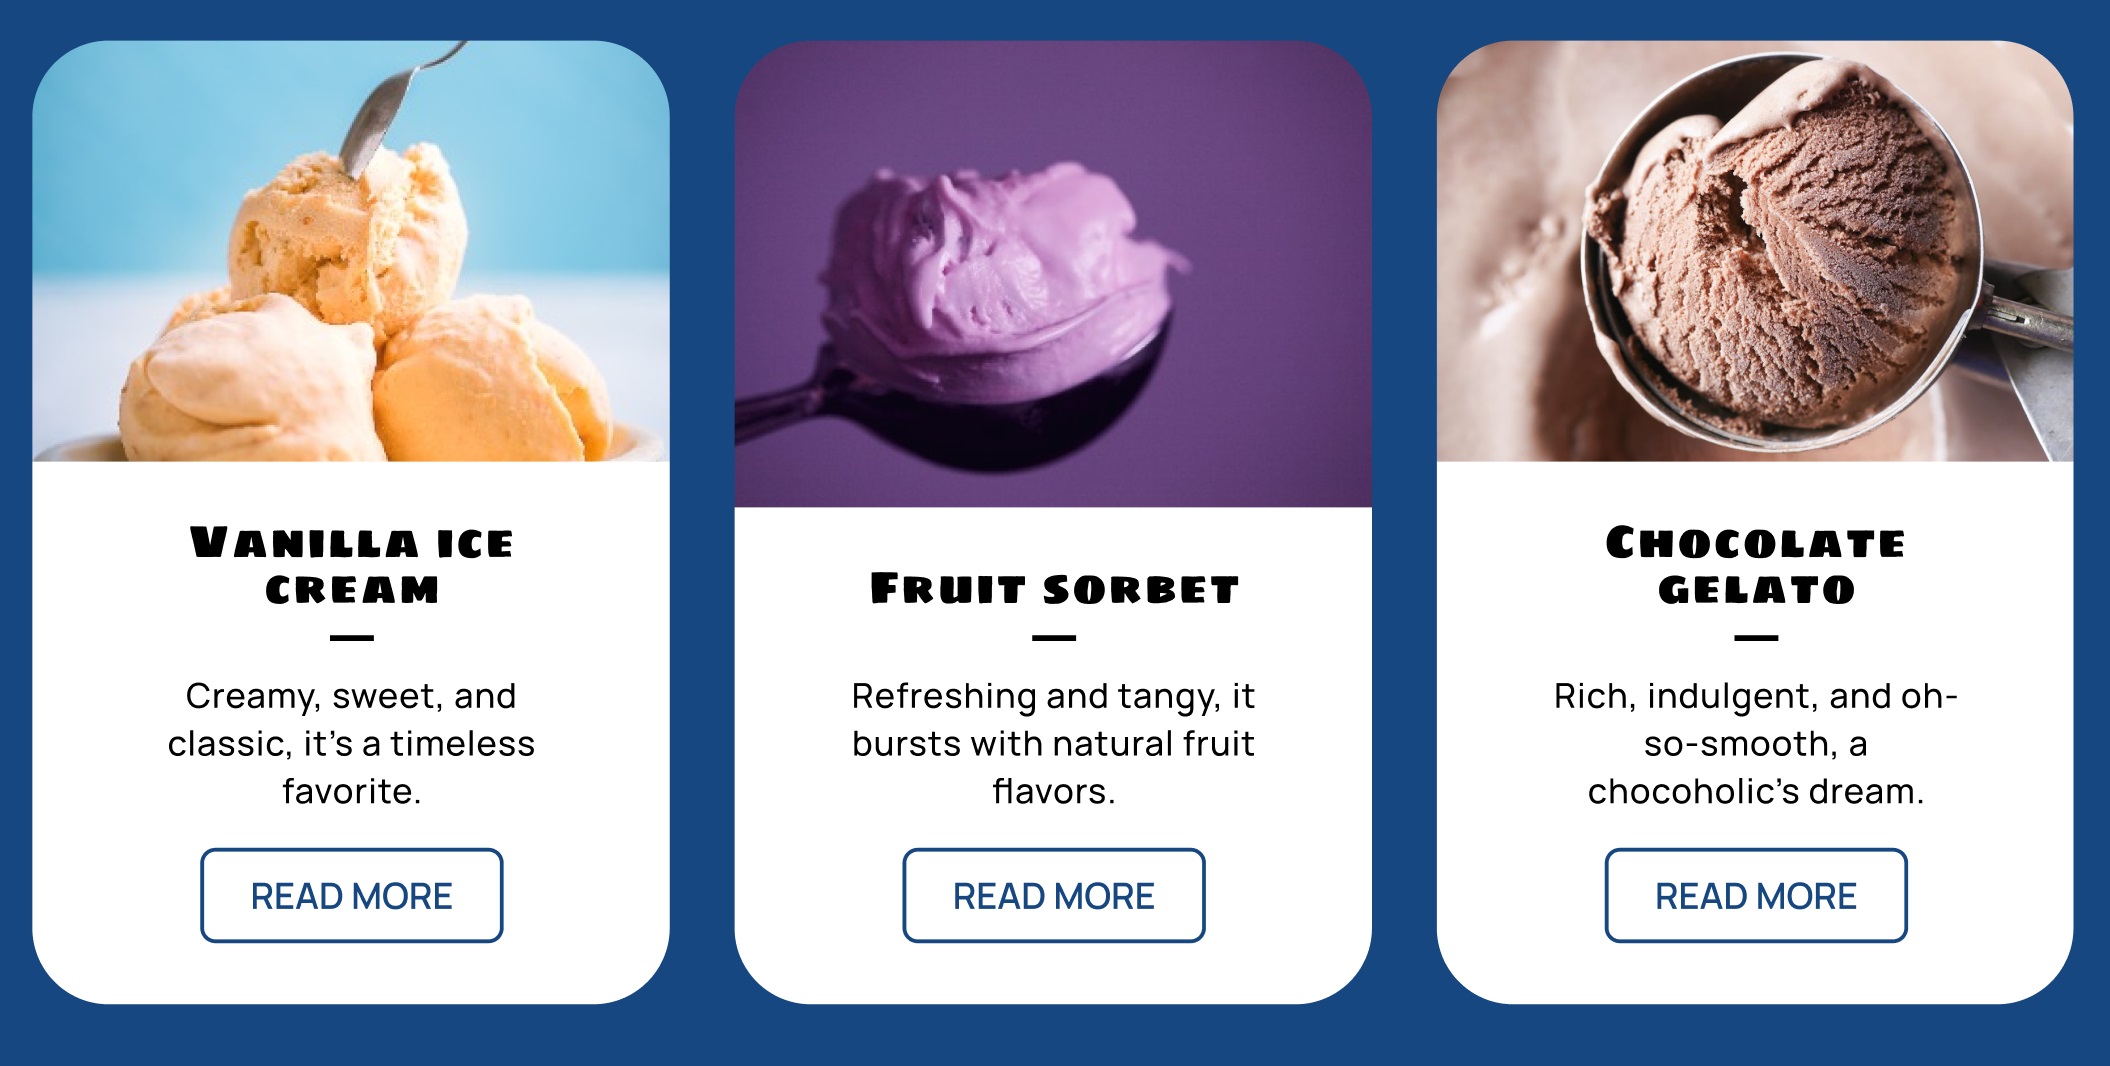 Vanilla ice
cream
Creamy, sweet, and
classic, it’s a timeless
favorite.
READ MORE
Fruit sorbet
Refreshing and tangy, it
bursts with natural fruit
flavors.
READ MORE
Chocolate
gelato
Rich, indulgent, and oh-
so-smooth, a
chocoholic’s dream.
READ MORE